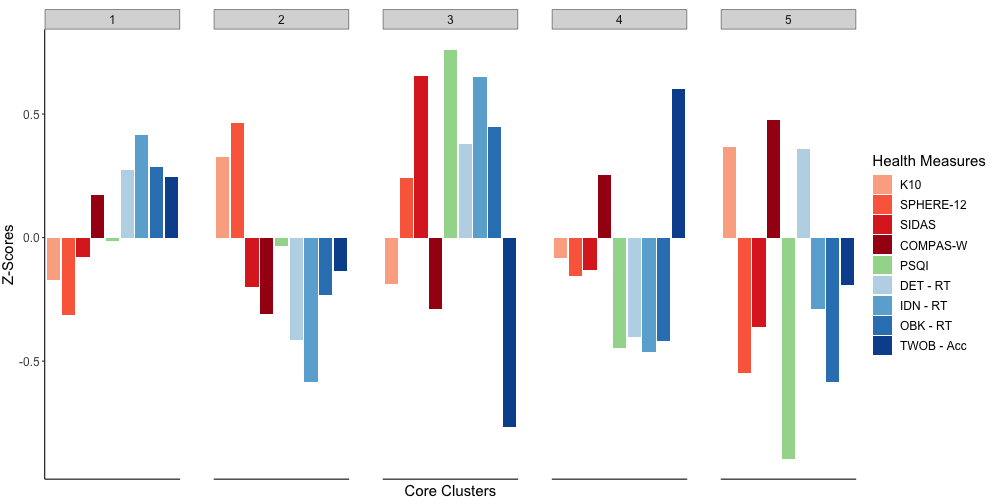 1 2 3 4 5
Z-Scores
0.5
0.0
-0.5
Core Clusters
Health Measures
K10
SPHERE-12
SIDAS
COMPAS-W
PSQI
DET - RT
IDN - RT
OBK - RT
TWOB - Acc